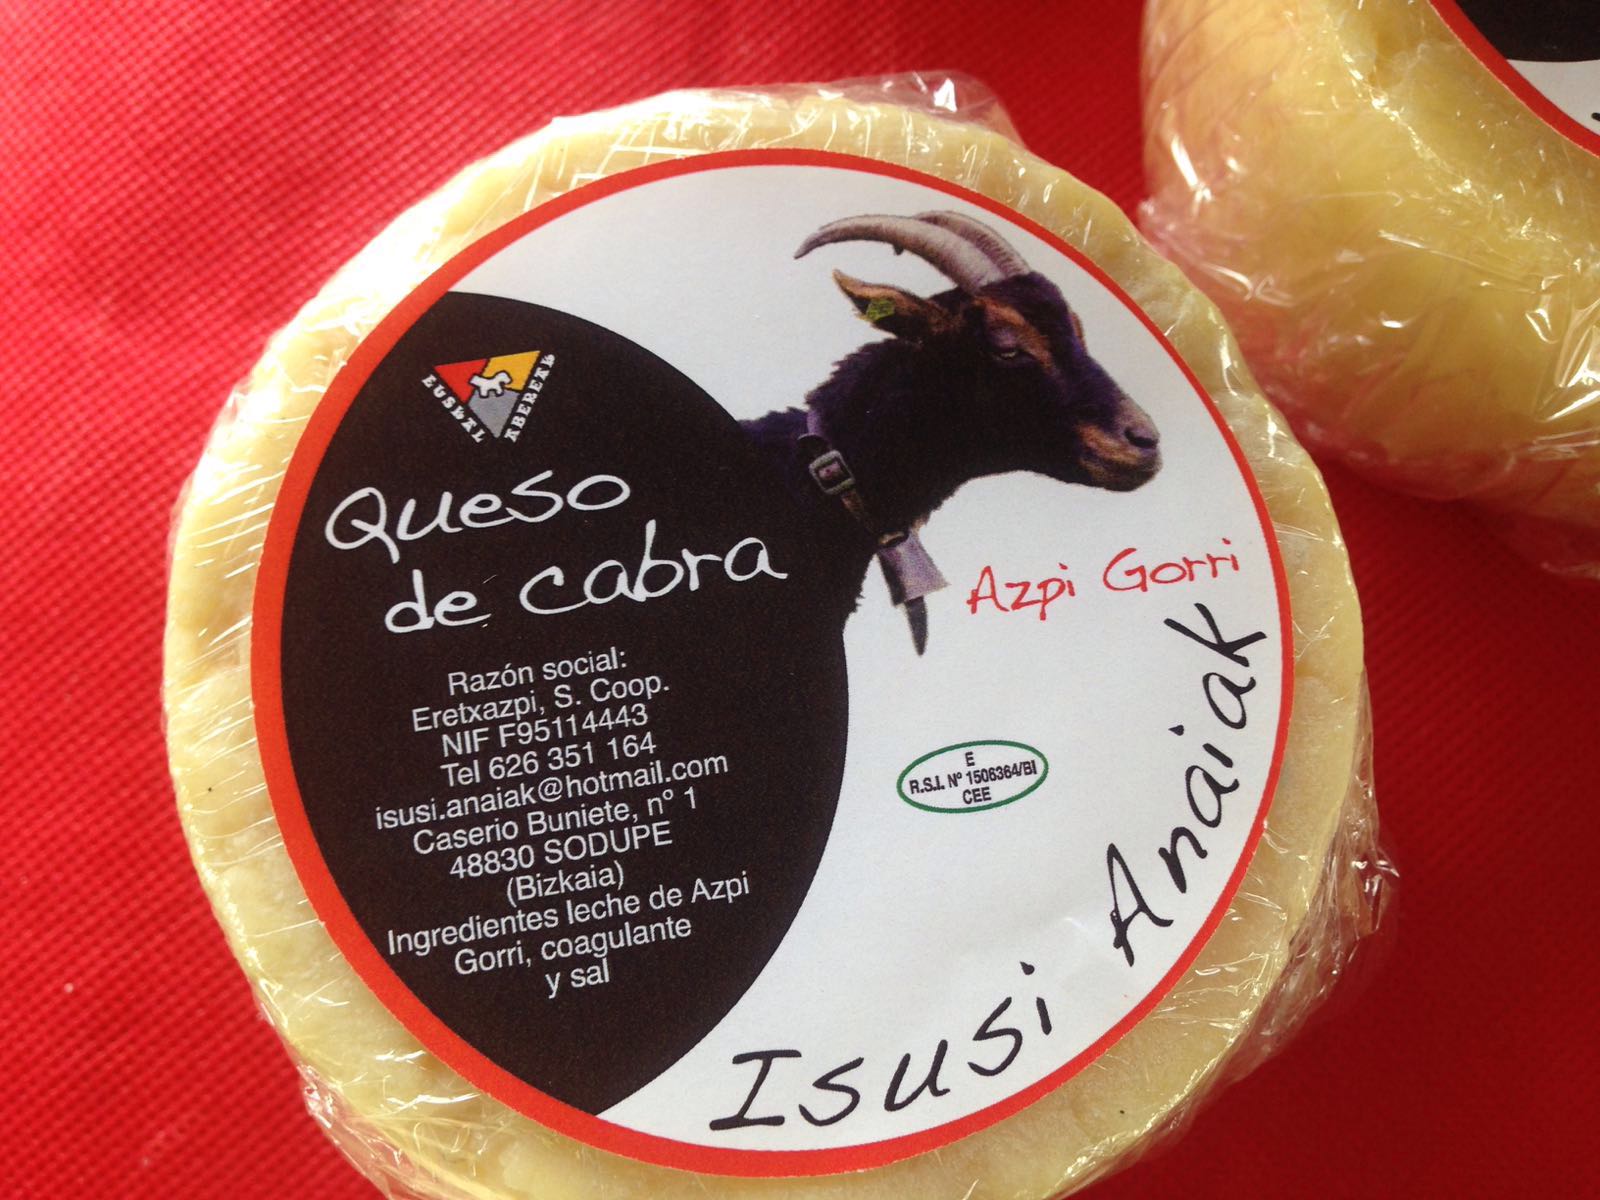 EUSKAL ABEREAK
Queso
de cabra
Razón social:
Eretxazpi, S. Coop.
NIF F95114443
Tel 626 351 164
isusi.anaiak@hotmail.com
Caserio Buniete, nº 1
48830 SODUPE
(Bizkaia)
Ingredientes leche de Azpi
Gorri, coagulante
y sal
Azpi Gorri
E
R.S.I. Nº 1506364/BI
CEE
Isusi Anaiak